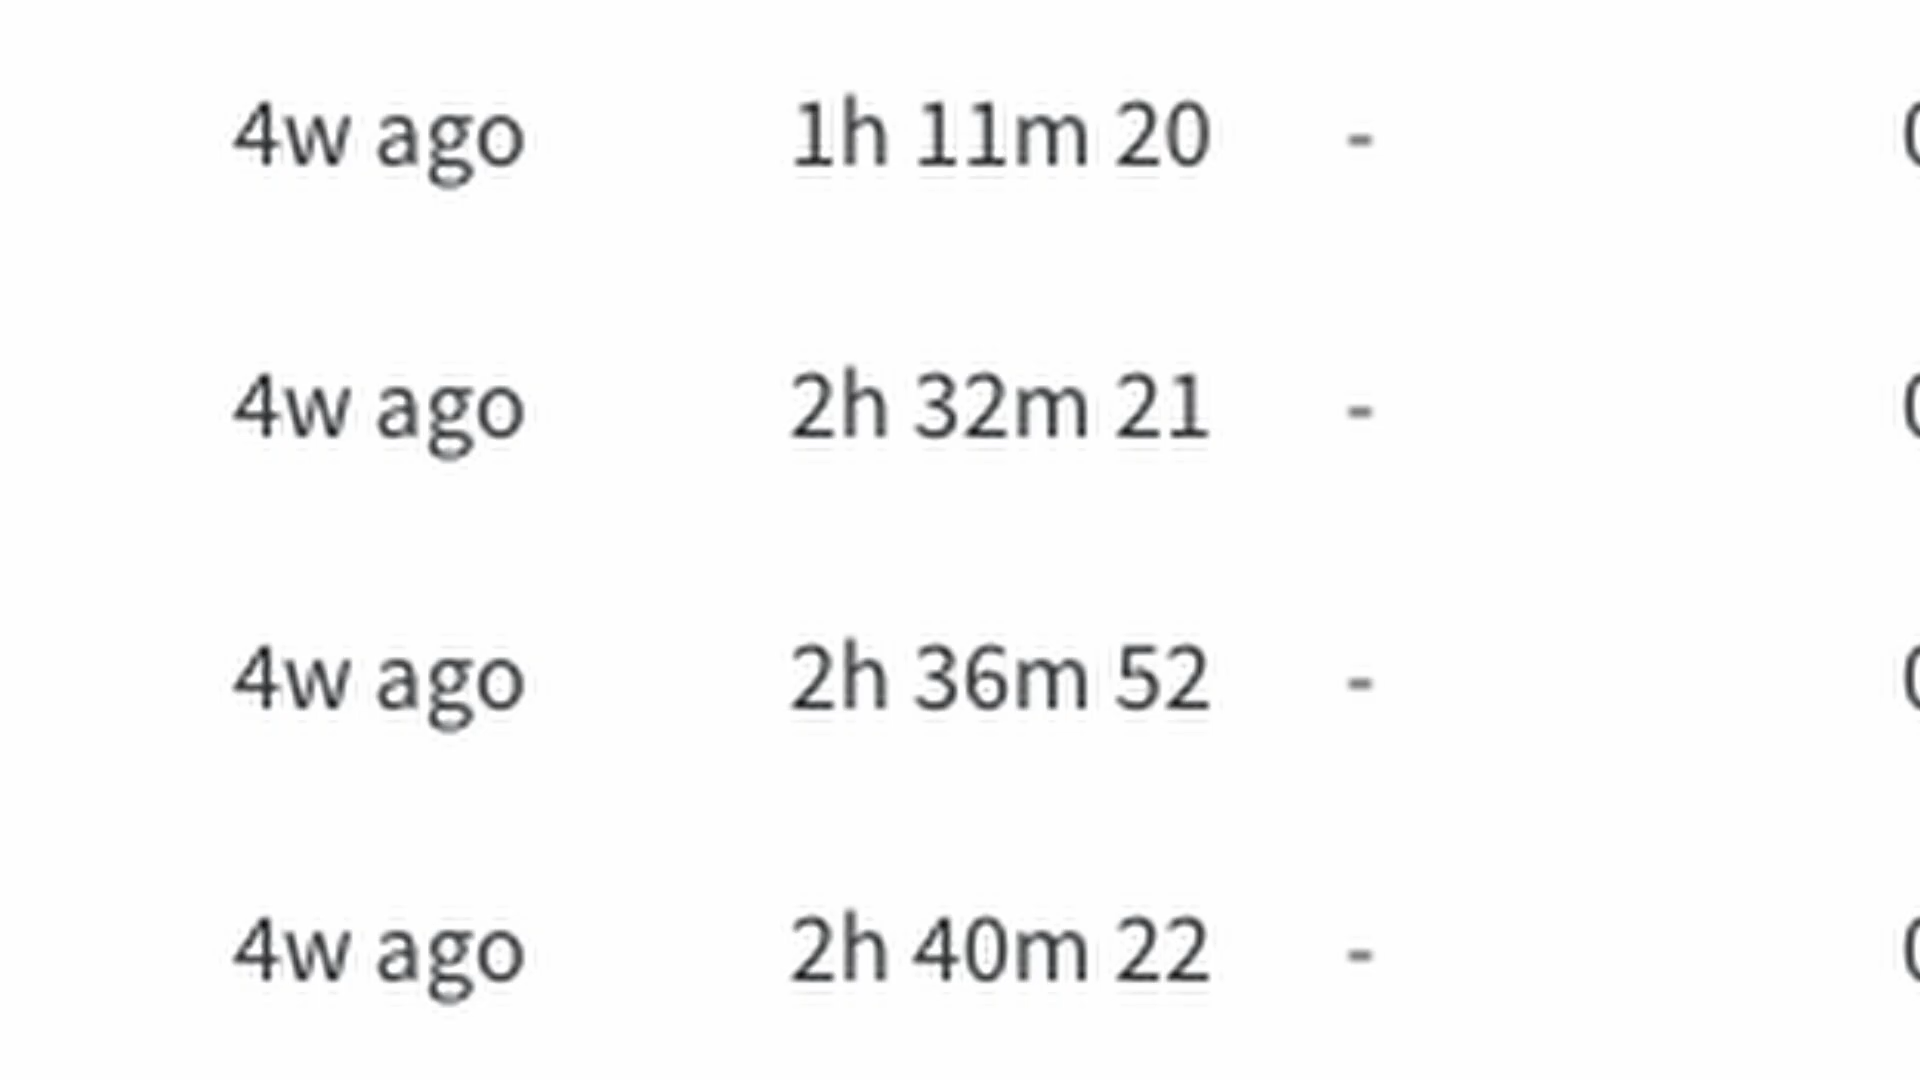 4w ago 1h 11m 20 -
4w ago 2h 32m 21 -
4w ago 2h 36m 52 -
4w ago 2h 40m 22 -